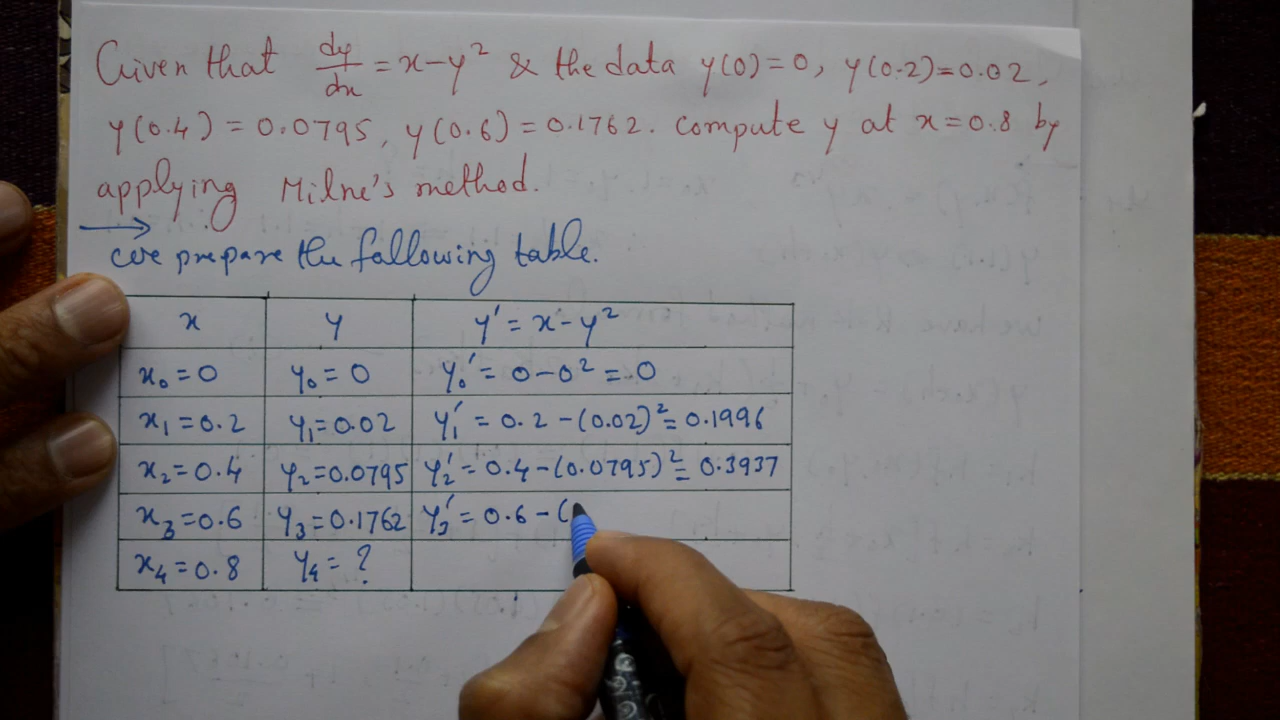 Given that dy/dx = x-y² & the data y(0)=0, y(0.2)=0.02,
y(0.4)=0.0795, y(0.6)=0.1762. compute y at x=0.8 by
applying Milne's method.
we prepare the following table.
x y y' = x-y²
x₀=0 y₀=0 y₀' = 0-0² = 0
x₁=0.2 y₁=0.02 y₁' = 0.2-(0.02)² = 0.1996
x₂=0.4 y₂=0.0795 y₂' = 0.4-(0.0795)² = 0.3937
x₃=0.6 y₃=0.1762 y₃' = 0.6-(
x₄=0.8 y₄=?